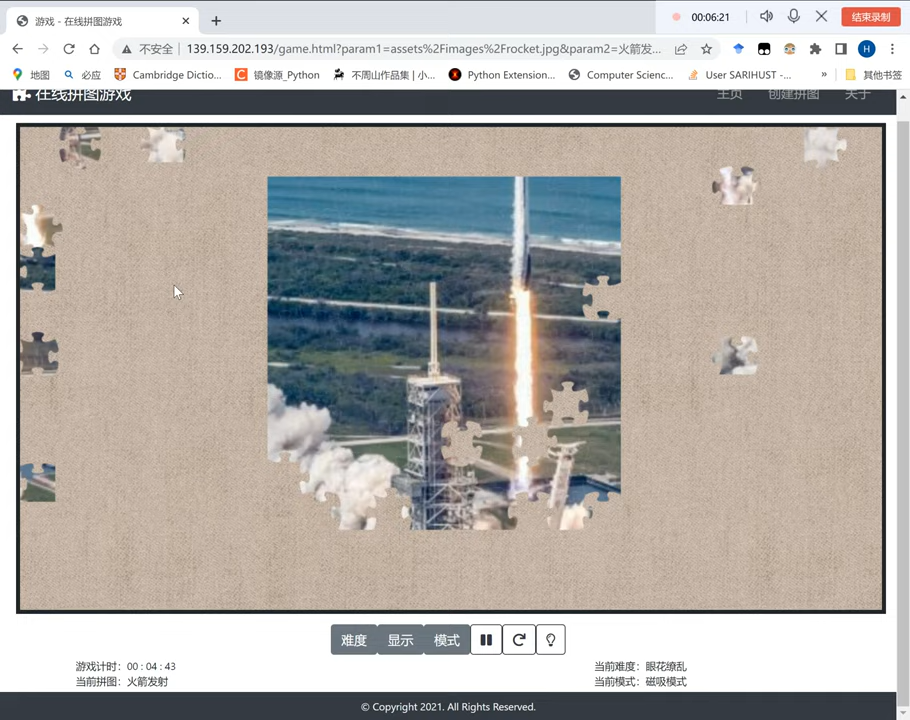 游戏 - 在线拼图游戏
00:06:21
结束录制
不安全
139.159.202.193/game.html?param1=assets%2Fimages%2Frocket.jpg&param2=火箭发...
H
地图
必应
Cambridge Dictio...
镜像源_Python
不周山作品集 | 小...
Python Extension...
Computer Scienc...
User SARIHUST -...
»
其他书签
在线拼图游戏
主页
创建拼图
关于
难度
显示
模式
游戏计时：00 : 04 : 43
当前难度：眼花缭乱
当前拼图：火箭发射
当前模式：磁吸模式
© Copyright 2021. All Rights Reserved.